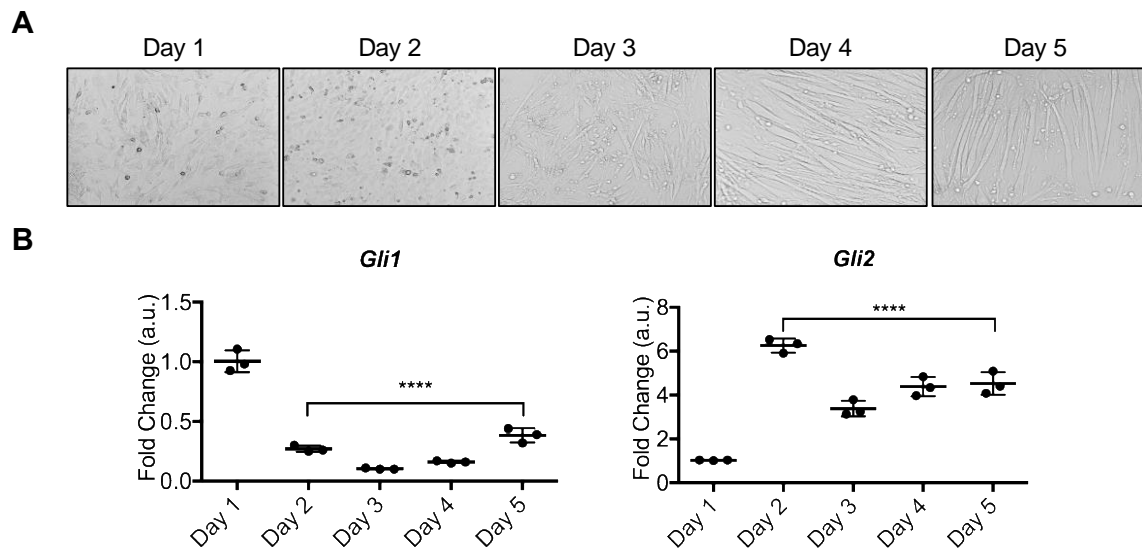 A
Day 1 Day 2 Day 3 Day 4 Day 5
B
Gli1
Fold Change (a.u.)
1.5
1.0
0.5
0.0
****
Day 1 Day 2 Day 3 Day 4 Day 5
Gli2
Fold Change (a.u.)
8
6
4
2
0
****
Day 1 Day 2 Day 3 Day 4 Day 5